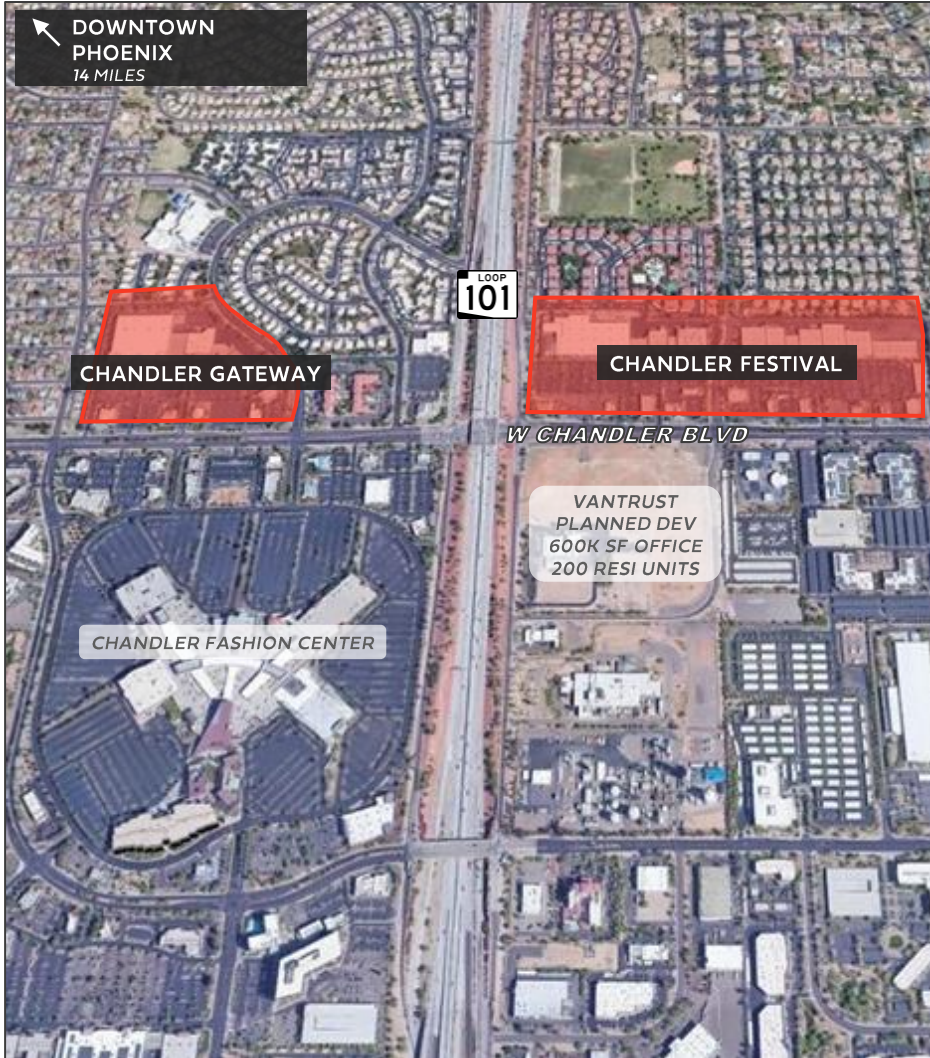 DOWNTOWN
PHOENIX
14 MILES
LOOP
101
CHANDLER GATEWAY
CHANDLER FESTIVAL
W CHANDLER BLVD
VANTRUST
PLANNED DEV
600K SF OFFICE
200 RESI UNITS
CHANDLER FASHION CENTER